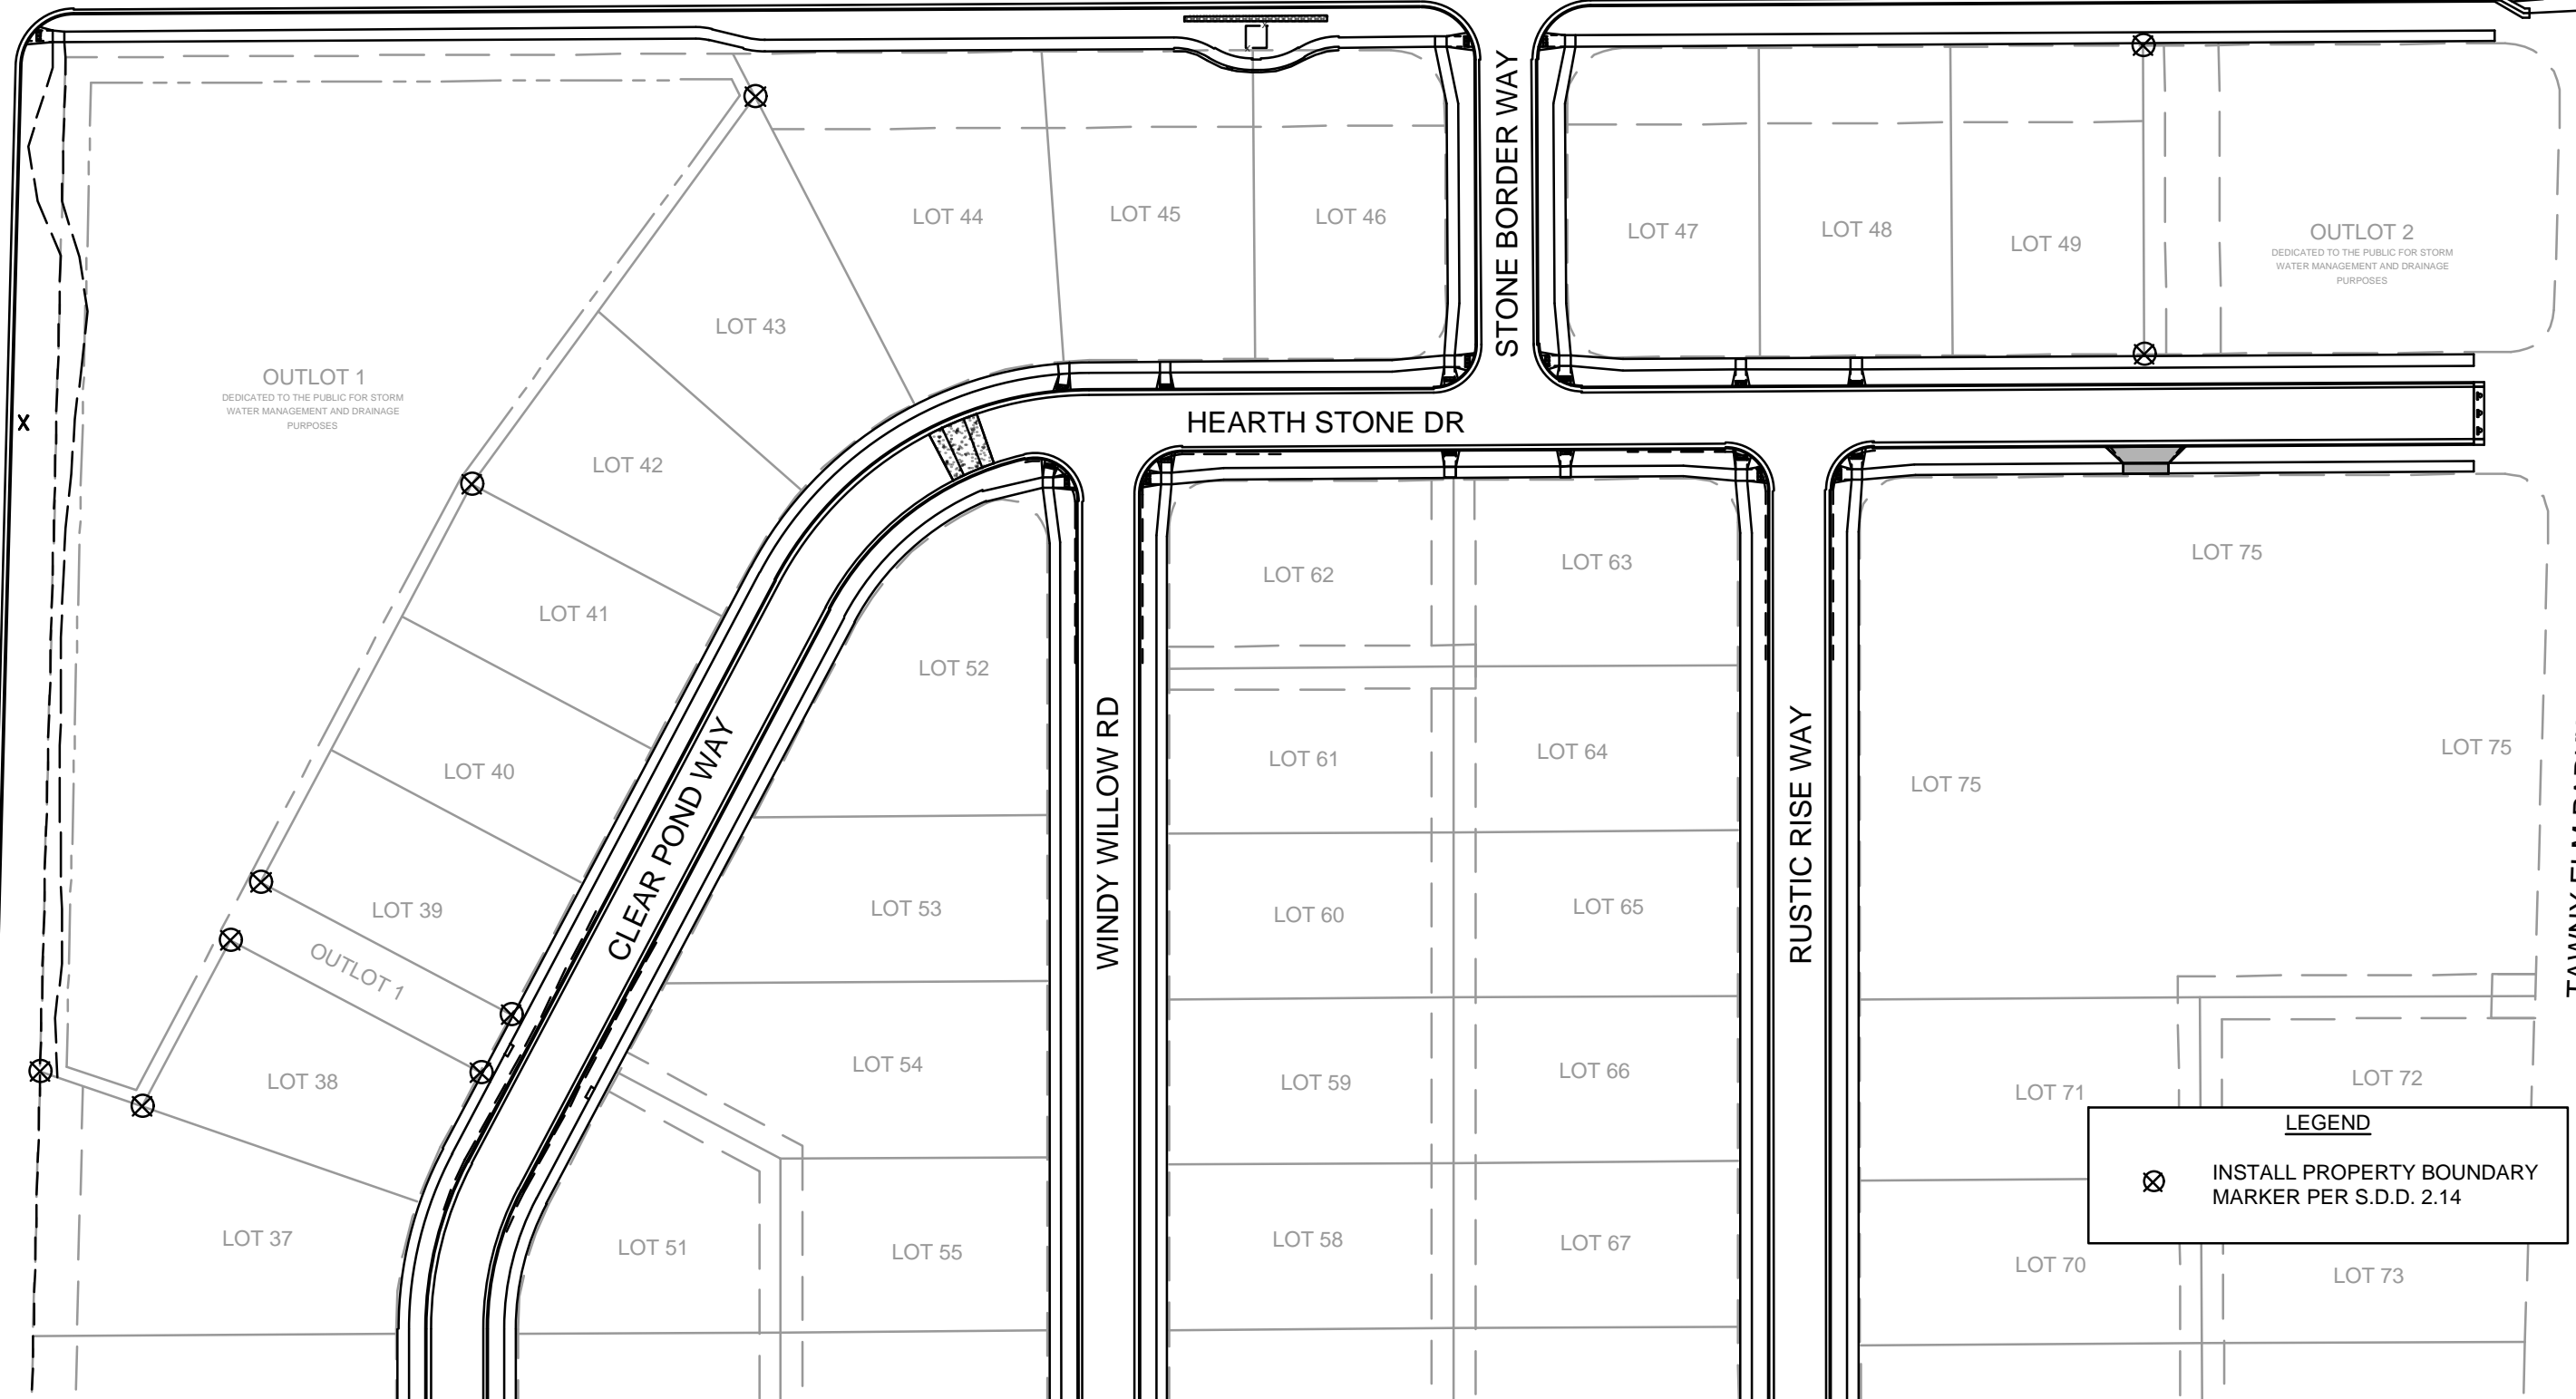 STONE BORDER WAY
LOT 44
LOT 45
LOT 46
LOT 47
LOT 48
LOT 49
OUTLOT 2
DEDICATED TO THE PUBLIC FOR STORM
WATER MANAGEMENT AND DRAINAGE
PURPOSES
LOT 43
OUTLOT 1
DEDICATED TO THE PUBLIC FOR STORM
WATER MANAGEMENT AND DRAINAGE
PURPOSES
X
HEARTH STONE DR
LOT 42
LOT 41
LOT 62
LOT 63
LOT 75
LOT 52
LOT 40
LOT 61
LOT 64
LOT 75
LOT 75
CLEAR POND WAY
WINDY WILLOW RD
RUSTIC RISE WAY
TAWNY ELM
LOT 39
LOT 53
LOT 60
LOT 65
OUTLOT 1
LOT 38
LOT 54
LOT 59
LOT 66
LOT 71
LOT 72
LEGEND
INSTALL PROPERTY BOUNDARY
MARKER PER S.D.D. 2.14
LOT 37
LOT 51
LOT 55
LOT 58
LOT 67
LOT 70
LOT 73